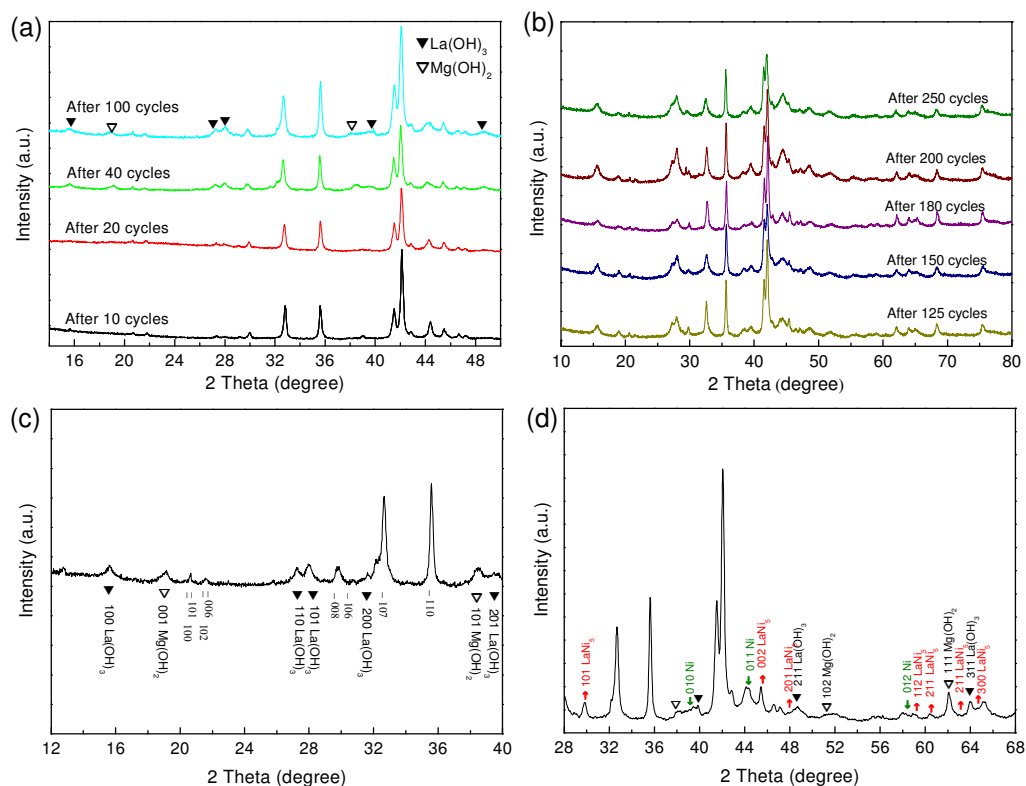 (a)
La(OH)3
Mg(OH)2
After 100 cycles
After 40 cycles
After 20 cycles
After 10 cycles
Intensity (a.u.)
16 20 24 28 32 36 40 44 48
2 Theta (degree)
(b)
After 250 cycles
After 200 cycles
After 180 cycles
After 150 cycles
After 125 cycles
Intensity (a.u.)
10 20 30 40 50 60 70 80
2 Theta (degree)
(c)
Intensity (a.u.)
100 La(OH)3
001 Mg(OH)2
100
101
102
006
110 La(OH)3
101 La(OH)3
008
106
200 La(OH)3
107
110
101 Mg(OH)2
201 La(OH)3
12 16 20 24 28 32 36 40
2 Theta (degree)
(d)
Intensity (a.u.)
101 LaNi5
010 Ni
011 Ni
002 LaNi5
201 LaNi5
211 La(OH)3
102 Mg(OH)2
012 Ni
112 LaNi5
211 LaNi5
111 Mg(OH)2
211 LaNi5
311 La(OH)3
300 LaNi5
28 32 36 40 44 48 52 56 60 64 68
2 Theta (degree)